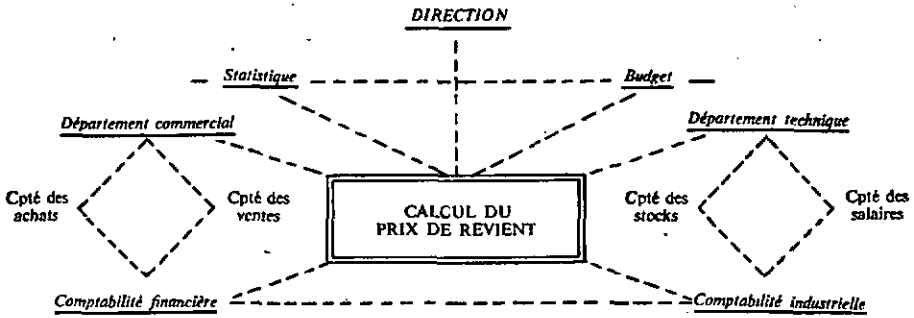 DIRECTION
Statistique
Budget
Département commercial
Département technique
Cpté des
achats
Cpté des
ventes
CALCUL DU
PRIX DE REVIENT
Cpté des
stocks
Cpté des
salaires
Comptabilité financière
Comptabilité industrielle